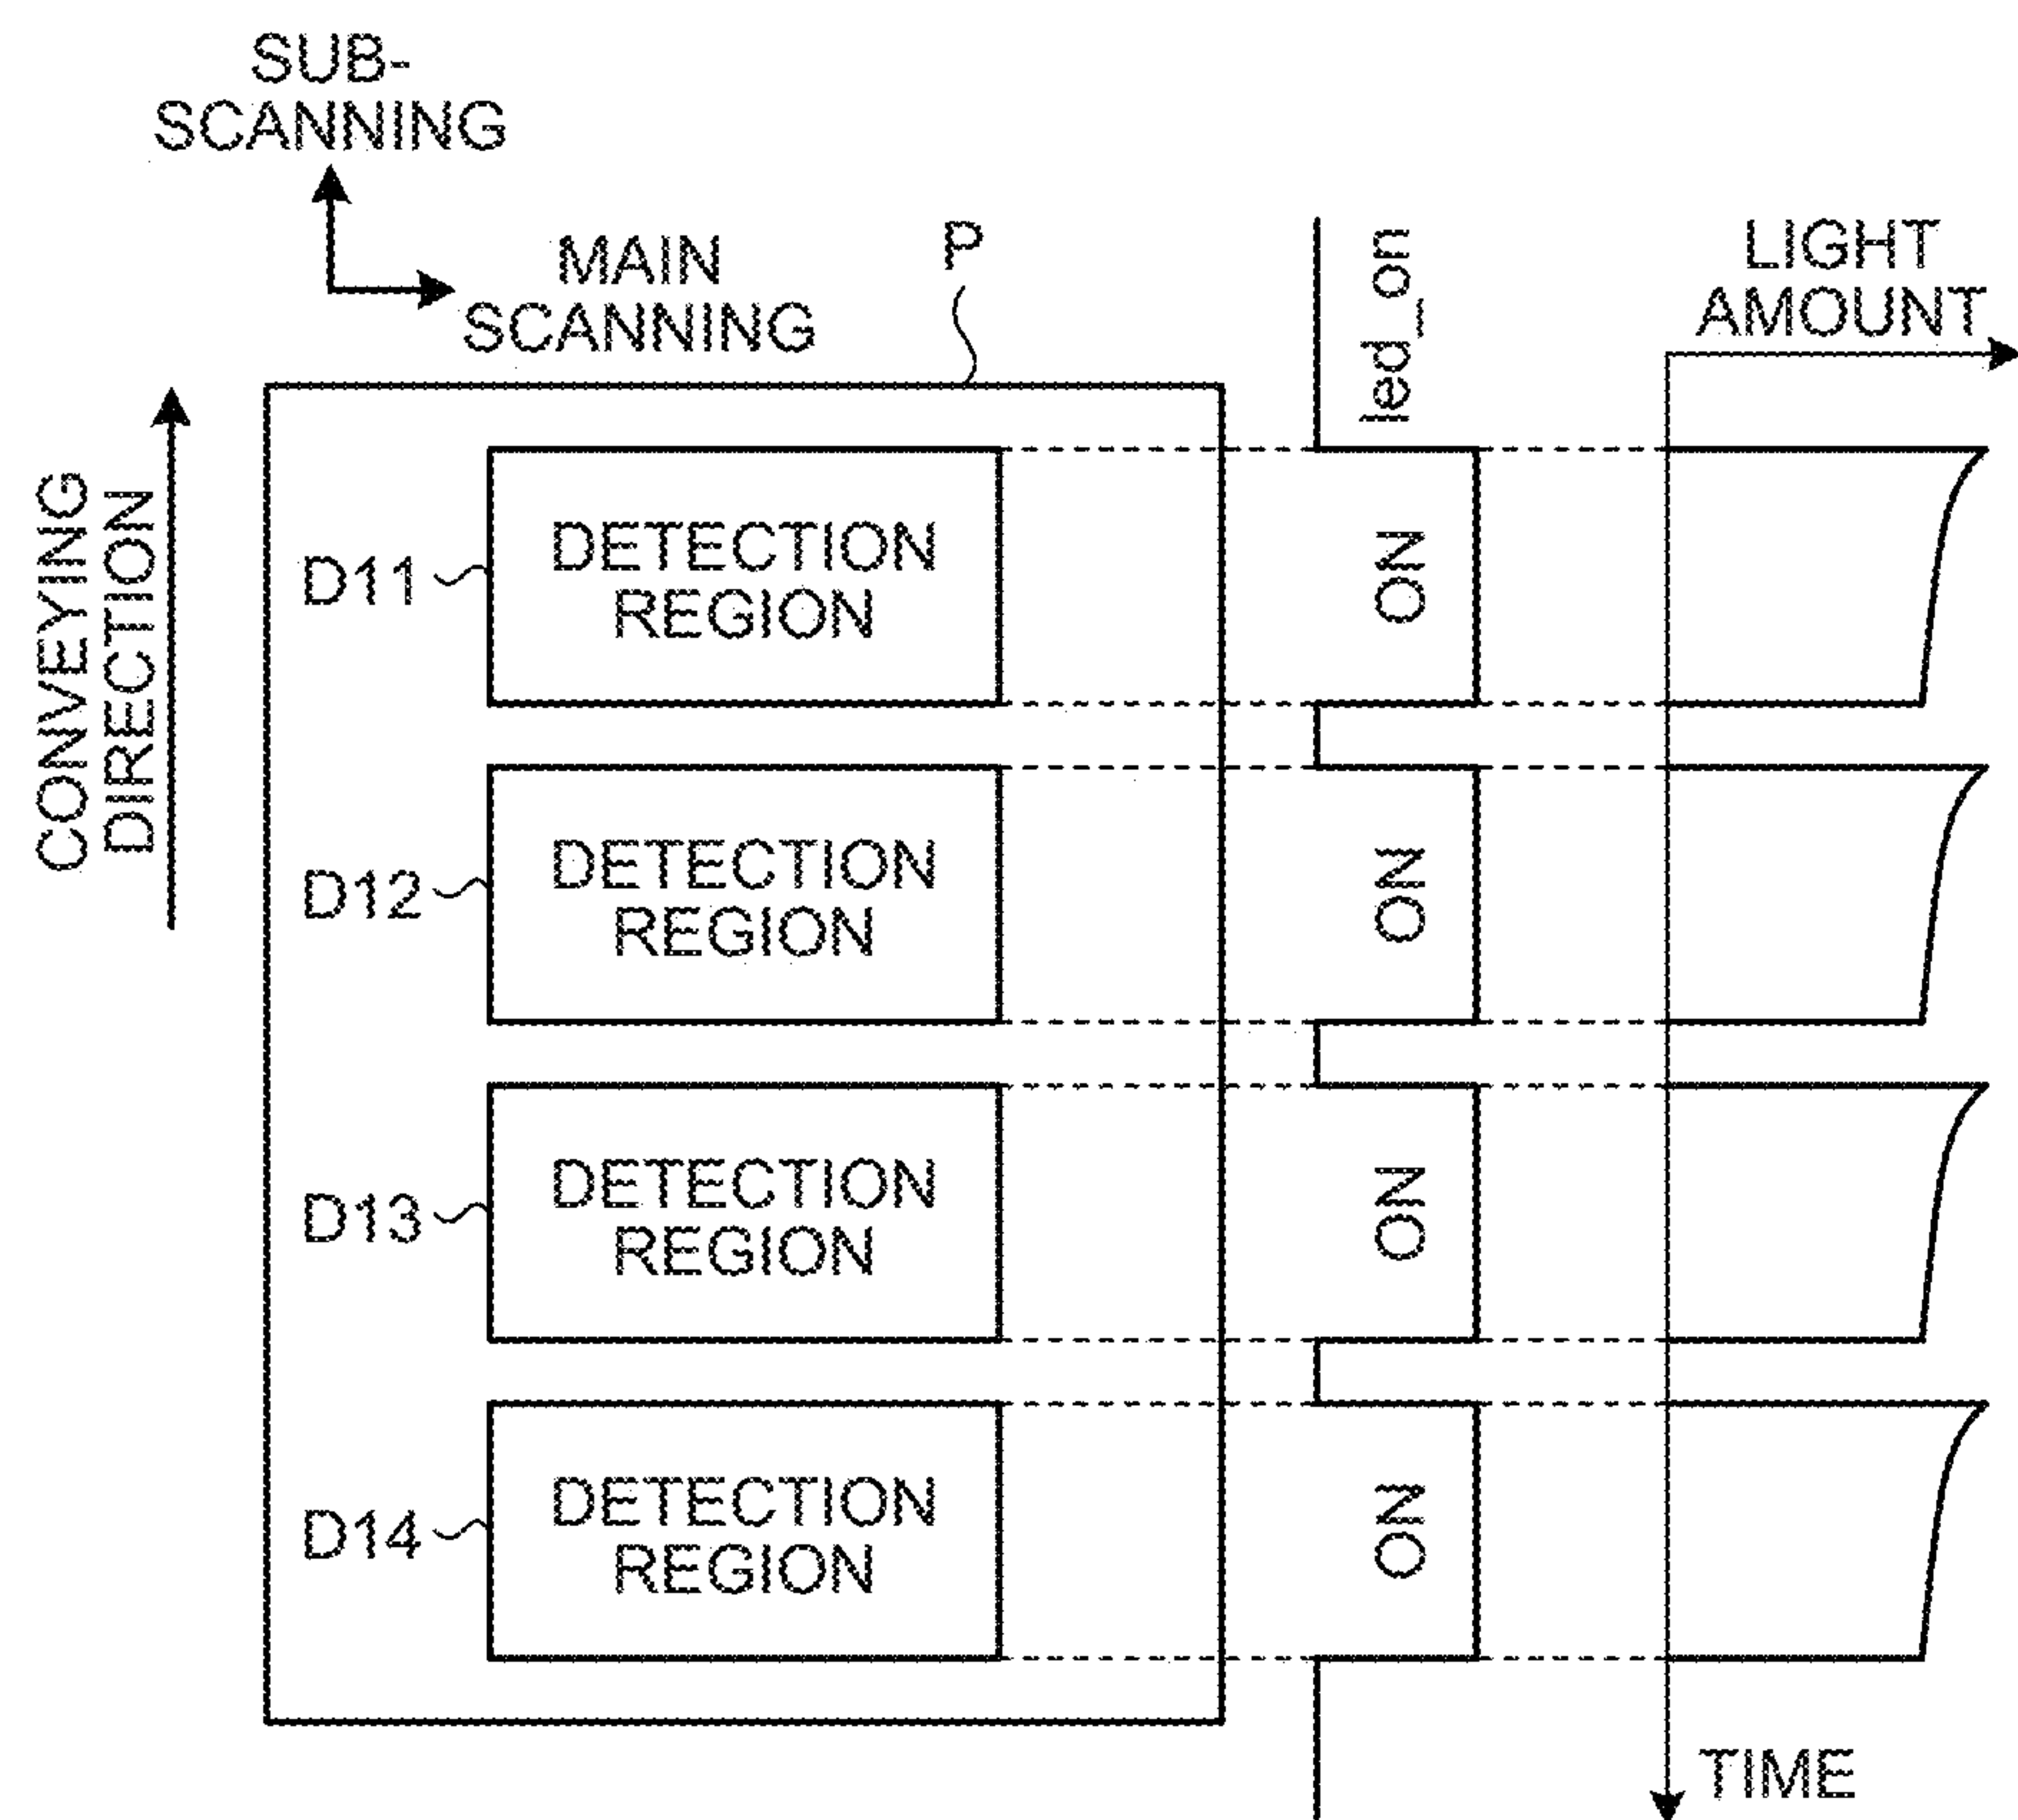 SUB-
SCANNING
MAIN
SCANNING
P
led_on
LIGHT
AMOUNT
CONVEYING
DIRECTION
D11
DETECTION
REGION
ON
D12
DETECTION
REGION
ON
D13
DETECTION
REGION
ON
D14
DETECTION
REGION
ON
TIME